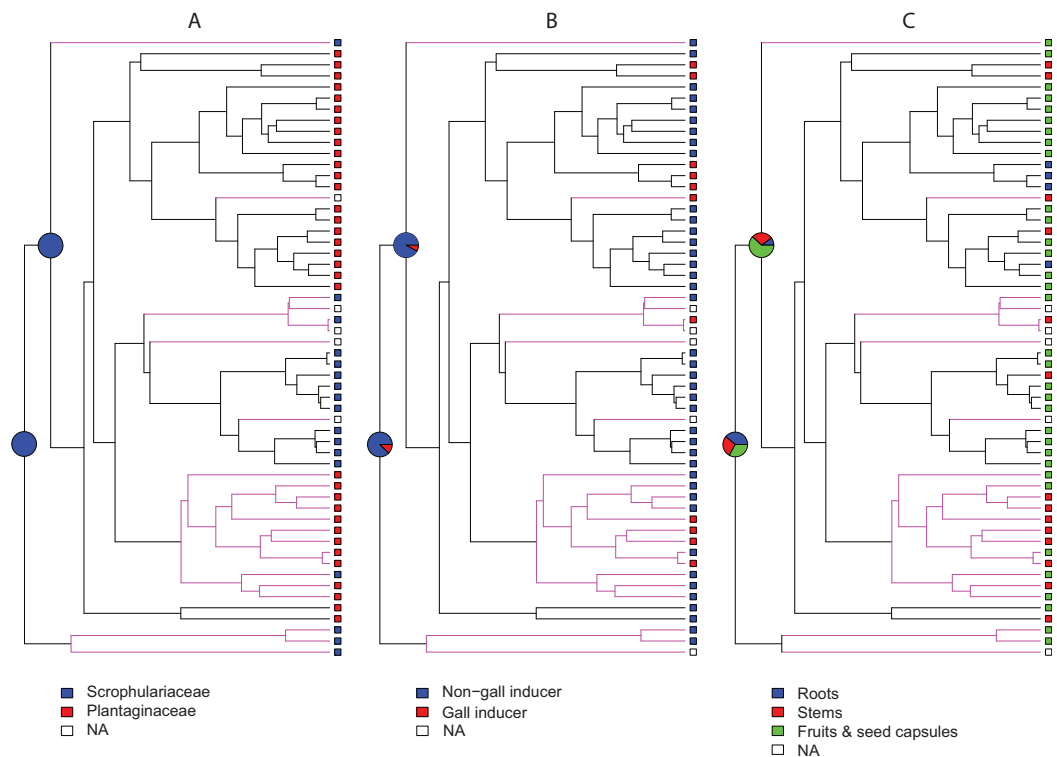 A
B
C
Scrophulariaceae
Plantaginaceae
NA
Non−gall inducer
Gall inducer
NA
Roots
Stems
Fruits & seed capsules
NA